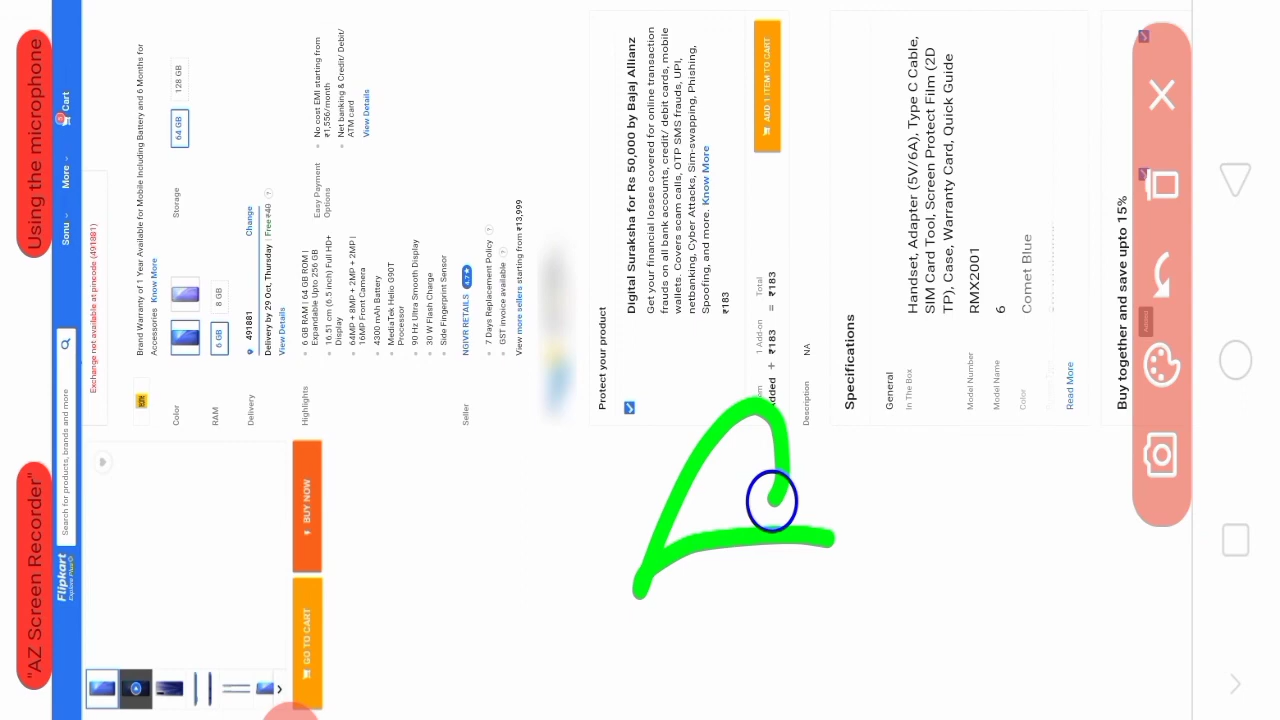 "AZ Screen Recorder"
Using the microphone
Flipkart
Explore Plus
Search for products, brands and more
Sonu
More
Cart
Exchange not available at pincode (491881)
Brand Warranty of 1 Year Available for Mobile Including Battery and 6 Months for
Accessories Know More
Color
Storage
64 GB
128 GB
RAM
6 GB
8 GB
Delivery
491881
Change
Delivery by 29 Oct, Thursday | Free ₹40 ?
View Details
Highlights
6 GB RAM | 64 GB ROM |
Expandable Upto 256 GB
16.51 cm (6.5 inch) Full HD+
Display
64MP + 8MP + 2MP + 2MP |
16MP Front Camera
4300 mAh Battery
MediaTek Helio G90T
Processor
90 Hz Ultra Smooth Display
30 W Flash Charge
Side Fingerprint Sensor
Easy Payment
Options
No cost EMI starting from
₹1,556/month
Net banking & Credit/ Debit/
ATM card
View Details
Seller
NGIVR RETAILS 4.7★
7 Days Replacement Policy ?
GST invoice available ?
View more sellers starting from ₹13,999
GO TO CART
BUY NOW
Protect your product
Digital Suraksha for Rs 50,000 by Bajaj Allianz
Get your financial losses covered for online transaction
frauds on all bank accounts, credit/ debit cards, mobile
wallets. Covers scam calls, OTP SMS frauds, UPI,
netbanking, Cyber Attacks, Sim-swapping, Phishing,
Spoofing, and more. Know More
₹183
1 Add-on
Total
Added + ₹183 = ₹183
ADD 1 ITEM TO CART
Description
NA
Specifications
General
In The Box
Handset, Adapter (5V/6A), Type C Cable,
SIM Card Tool, Screen Protect Film (2D
TP), Case, Warranty Card, Quick Guide
Model Number
RMX2001
Model Name
6
Color
Comet Blue
Read More
Buy together and save upto 15%
Added